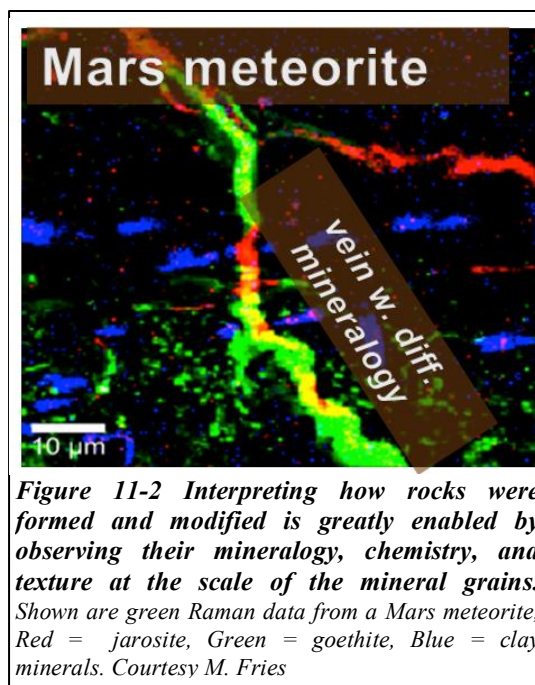 Mars meteorite
vein w. diff.
mineralogy
10 µm
Figure 11-2 Interpreting how rocks were
formed and modified is greatly enabled by
observing their mineralogy, chemistry, and
texture at the scale of the mineral grains.
Shown are green Raman data from a Mars meteorite,
Red = jarosite, Green = goethite, Blue = clay
minerals. Courtesy M. Fries